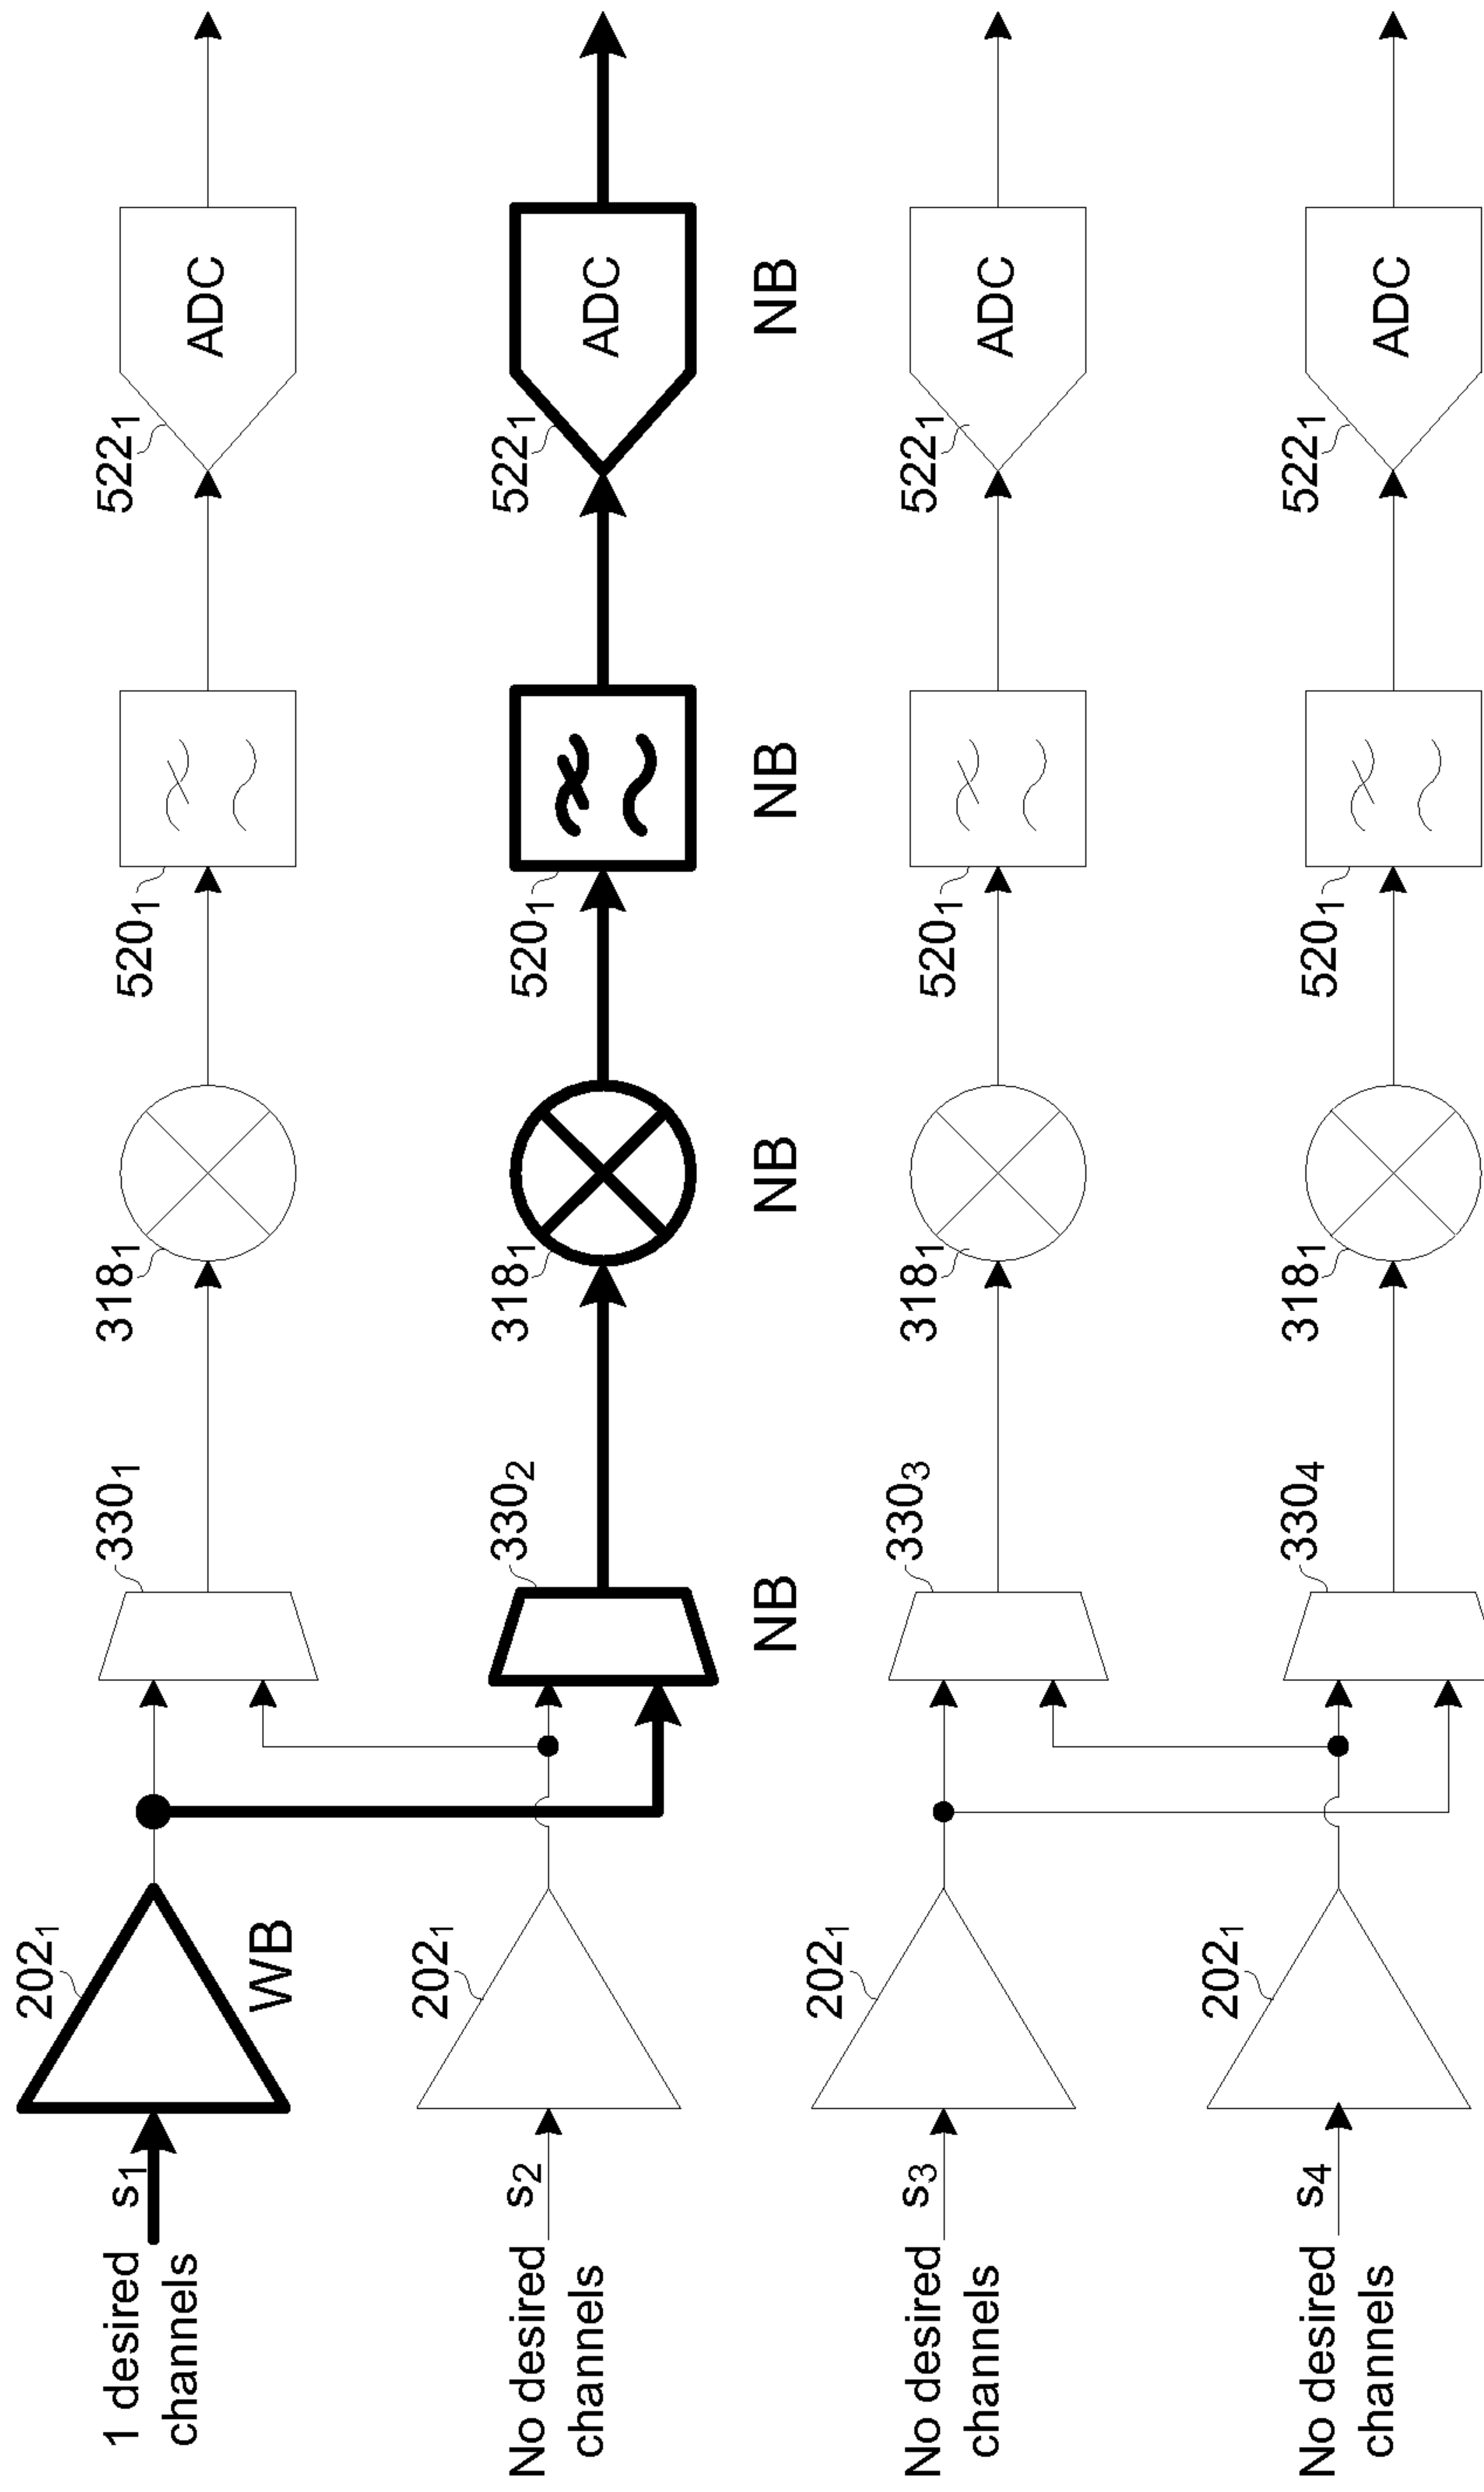 1 desired
channels
s1
2021
WB
3301
3181
5201
5221
ADC
No desired
channels
s2
2021
3302
NB
3181
NB
5201
NB
5221
ADC
NB
No desired
channels
s3
2021
3303
3181
5201
5221
ADC
No desired
channels
s4
2021
3304
3181
5201
5221
ADC